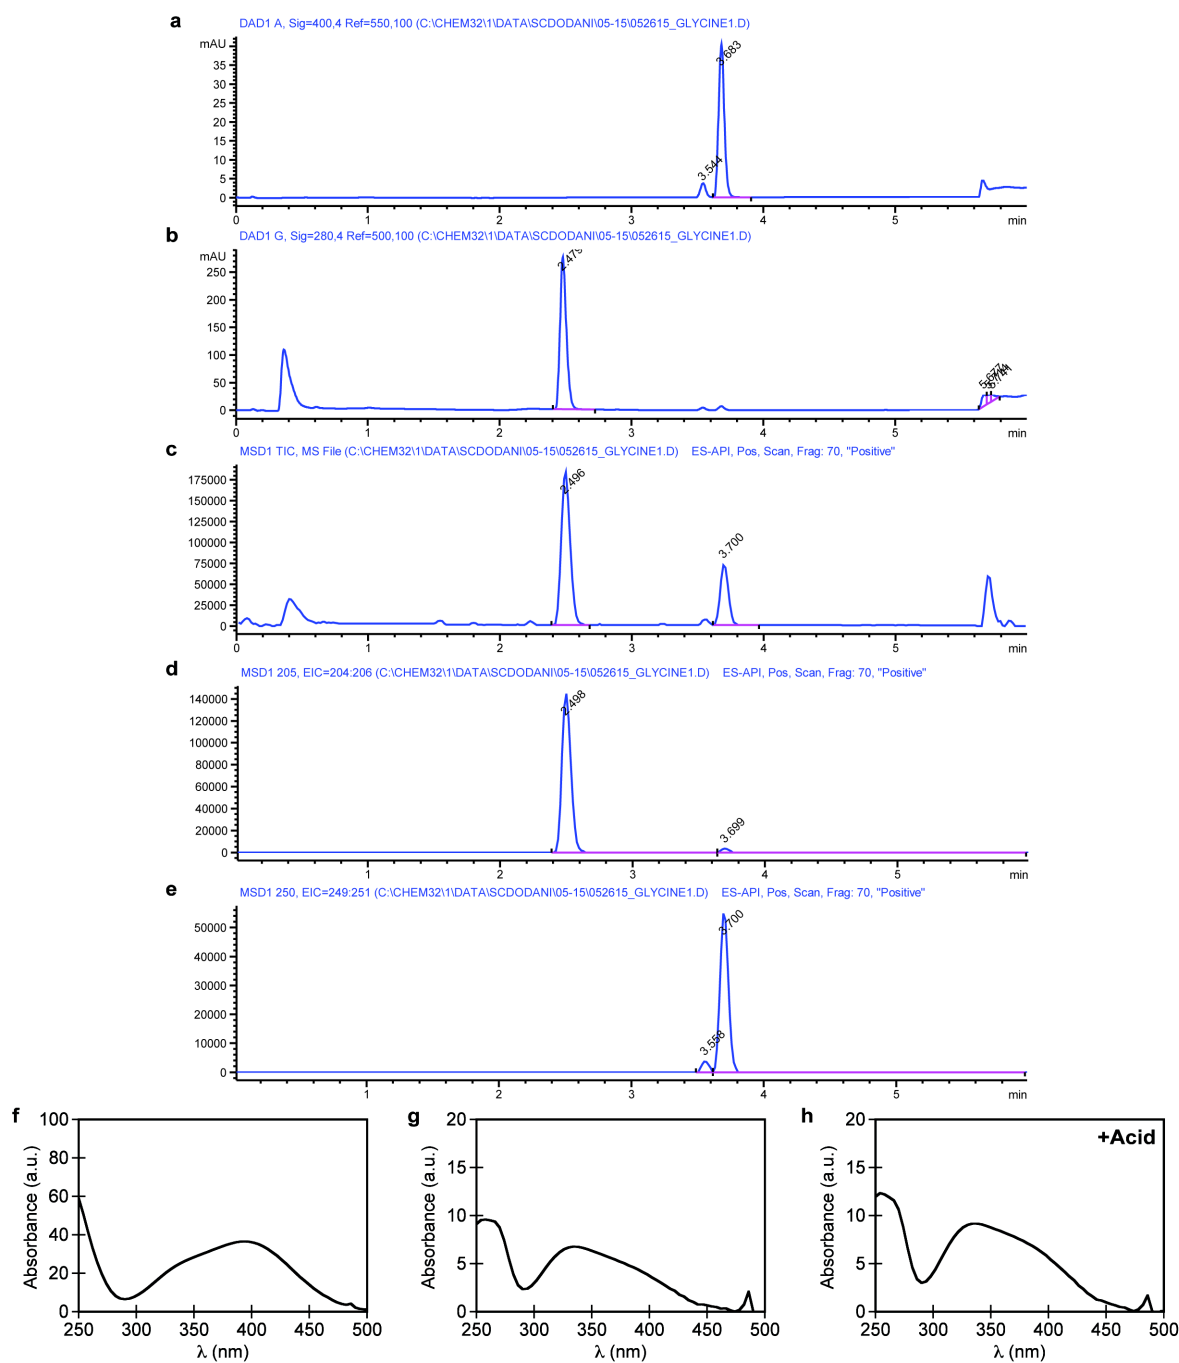 a
DAD1 A, Sig=400,4 Ref=550,100 (C:\CHEM32\1\DATA\SCDODANI\05-15\052615_GLYCINE1.D)
mAU
35
30
25
20
15
10
5
0
3.544
3.683
0 1 2 3 4 5 min
b
DAD1 G, Sig=280,4 Ref=500,100 (C:\CHEM32\1\DATA\SCDODANI\05-15\052615_GLYCINE1.D)
mAU
250
200
150
100
50
0
2.479
0 1 2 3 4 5 min
c
MSD1 TIC, MS File (C:\CHEM32\1\DATA\SCDODANI\05-15\052615_GLYCINE1.D) ES-API, Pos, Scan, Frag: 70, "Positive"
175000
150000
125000
100000
75000
50000
25000
0
2.496
3.700
0 1 2 3 4 5 min
d
MSD1 205, EIC=204:206 (C:\CHEM32\1\DATA\SCDODANI\05-15\052615_GLYCINE1.D) ES-API, Pos, Scan, Frag: 70, "Positive"
140000
120000
100000
80000
60000
40000
20000
0
2.498
3.699
1 2 3 4 5 min
e
MSD1 250, EIC=249:251 (C:\CHEM32\1\DATA\SCDODANI\05-15\052615_GLYCINE1.D) ES-API, Pos, Scan, Frag: 70, "Positive"
50000
40000
30000
20000
10000
0
3.558
3.700
1 2 3 4 5 min
f
Absorbance (a.u.)
100
80
60
40
20
0
250 300 350 400 450 500
λ (nm)
g
Absorbance (a.u.)
20
15
10
5
0
250 300 350 400 450 500
λ (nm)
h
+Acid
Absorbance (a.u.)
20
15
10
5
0
250 300 350 400 450 500
λ (nm)